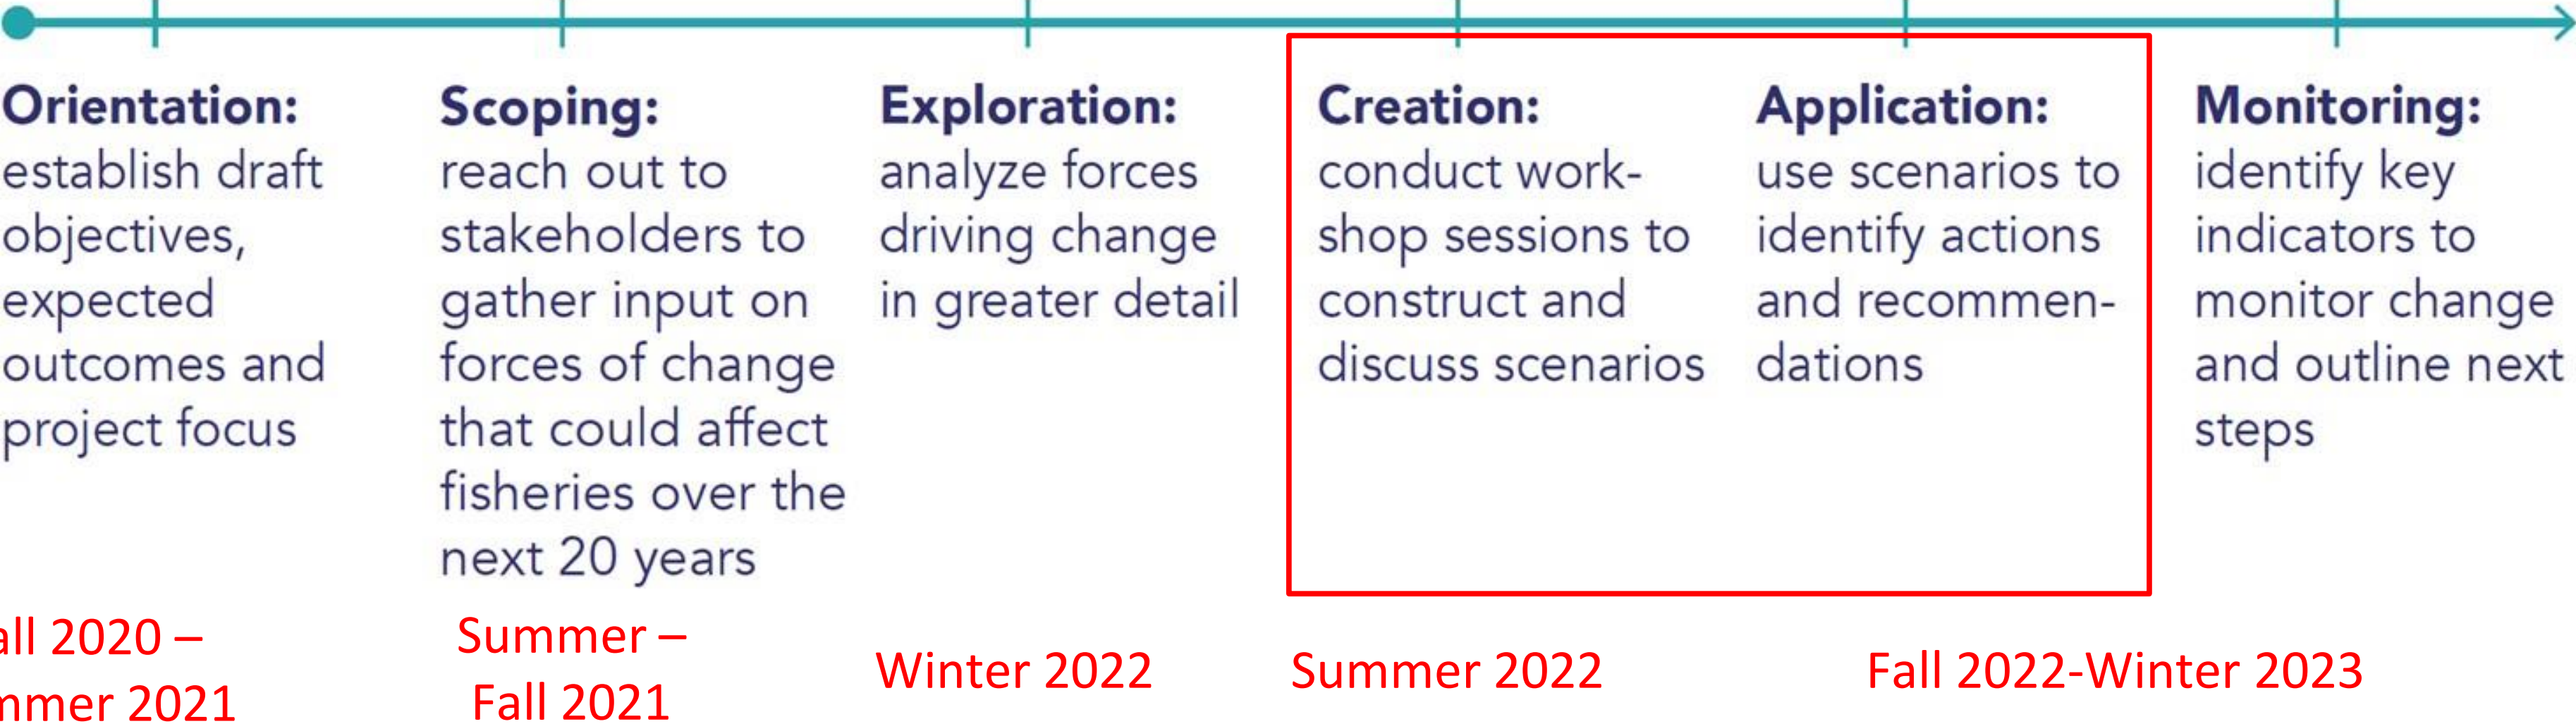 Orientation:
establish draft
objectives,
expected
outcomes and
project focus
Scoping:
reach out to
stakeholders to
gather input on
forces of change
that could affect
fisheries over the
next 20 years
Exploration:
analyze forces
driving change
in greater detail
Creation:
conduct work-
shop sessions to
construct and
discuss scenarios
Application:
use scenarios to
identify actions
and recommen-
dations
Monitoring:
identify key
indicators to
monitor change
and outline next
steps
all 2020 –
mmer 2021
Summer –
Fall 2021
Winter 2022
Summer 2022
Fall 2022-Winter 2023